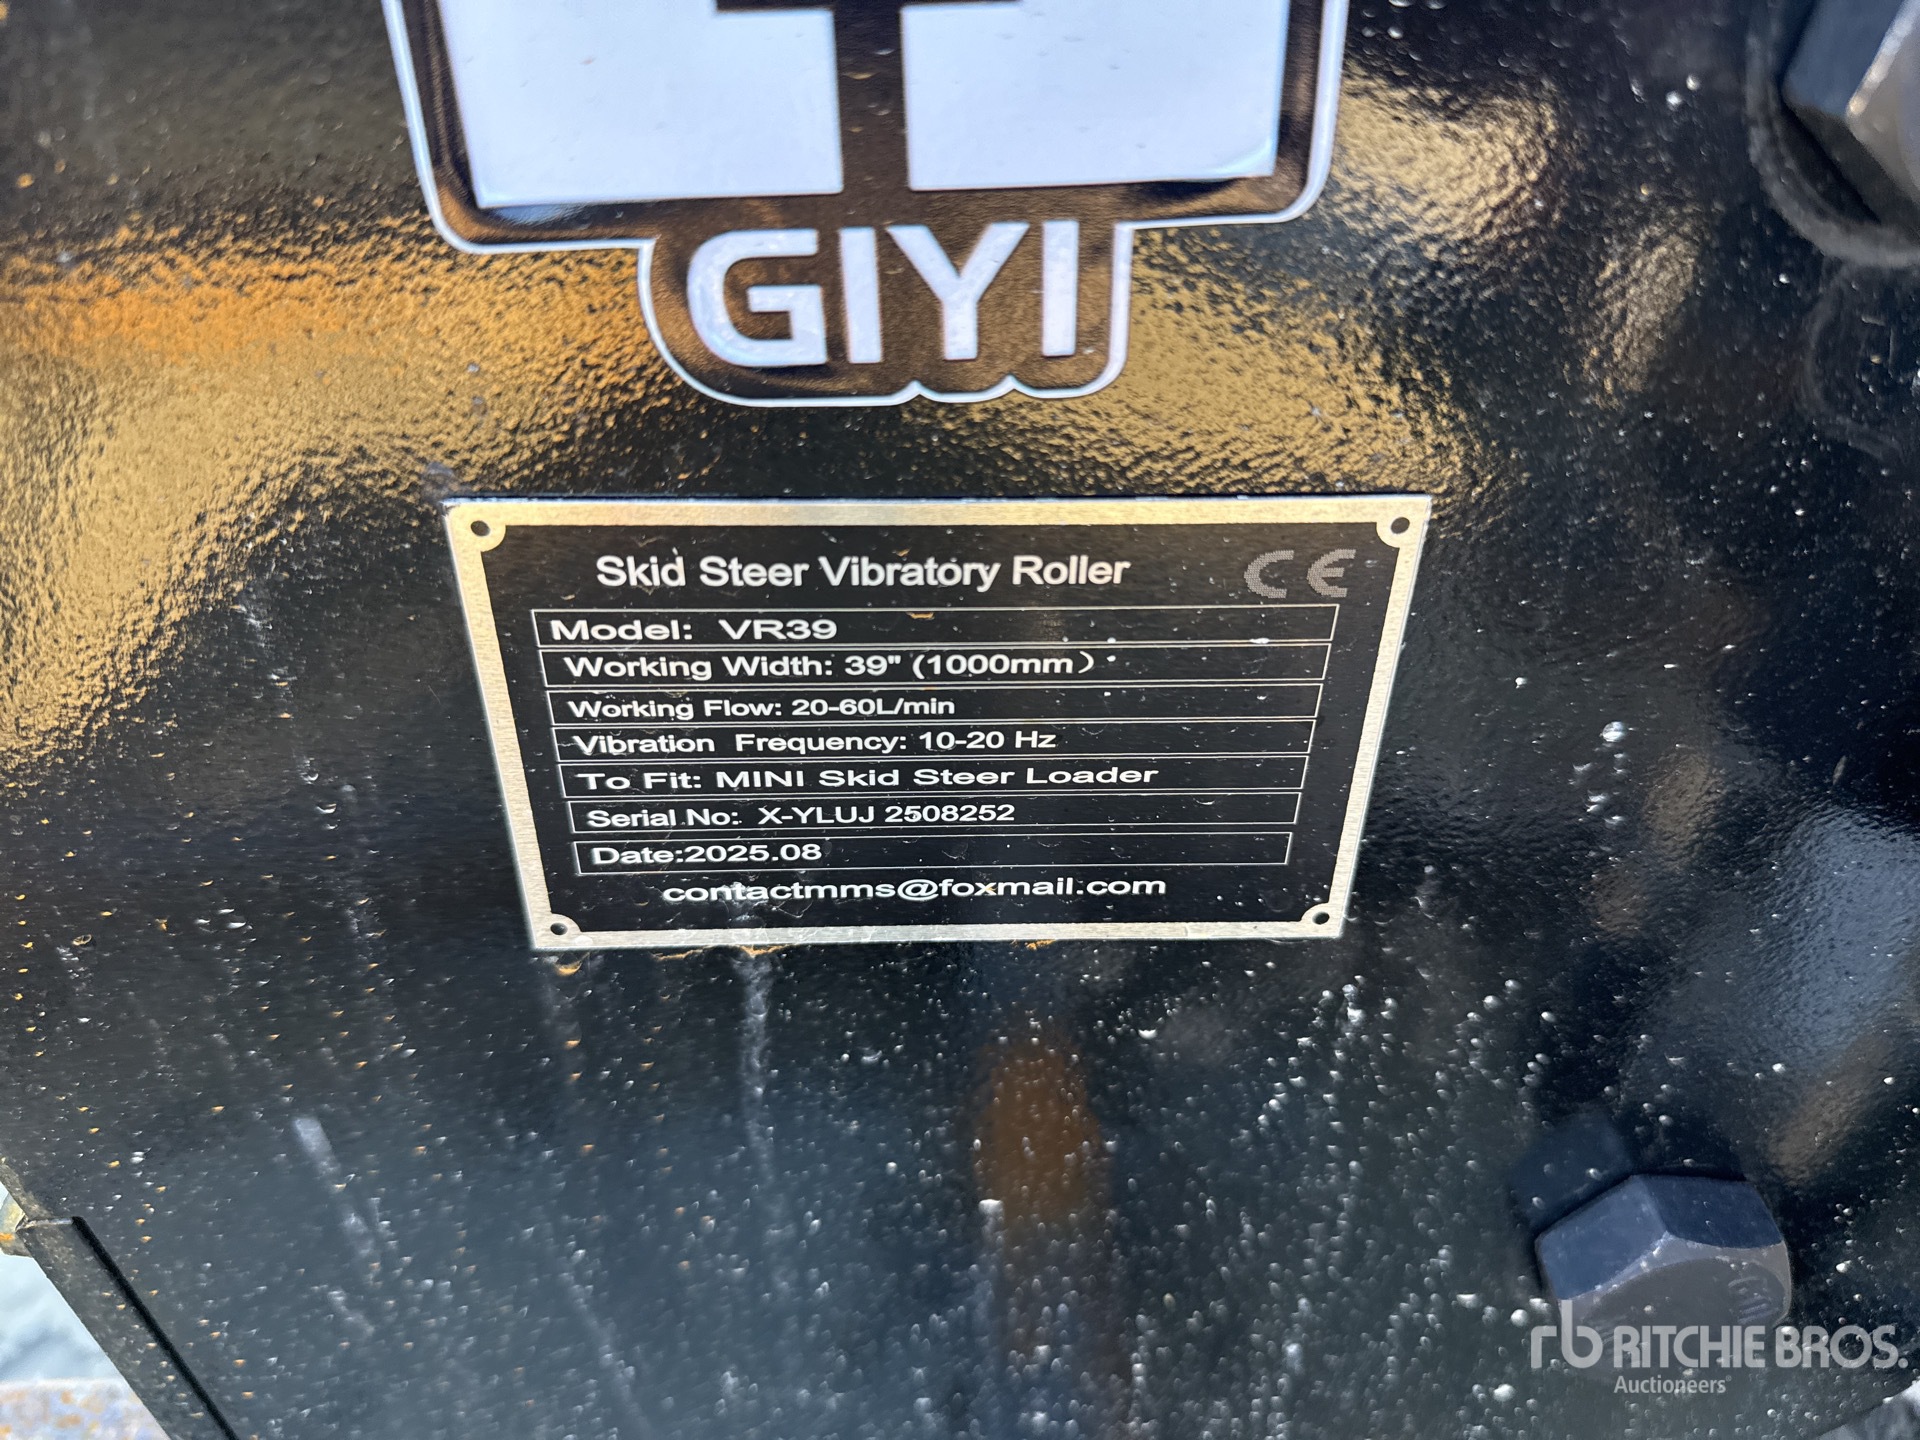 GIYI
Skid Steer Vibratory Roller CE
Model: VR39
Working Width: 39" (1000mm）
Working Flow: 20-60L/min
Vibration Frequency: 10-20 Hz
To Fit: MINI Skid Steer Loader
Serial No: X-YLUJ 2508252
Date:2025.08
contactmms@foxmail.com
rb RITCHIE BROS.
Auctioneers